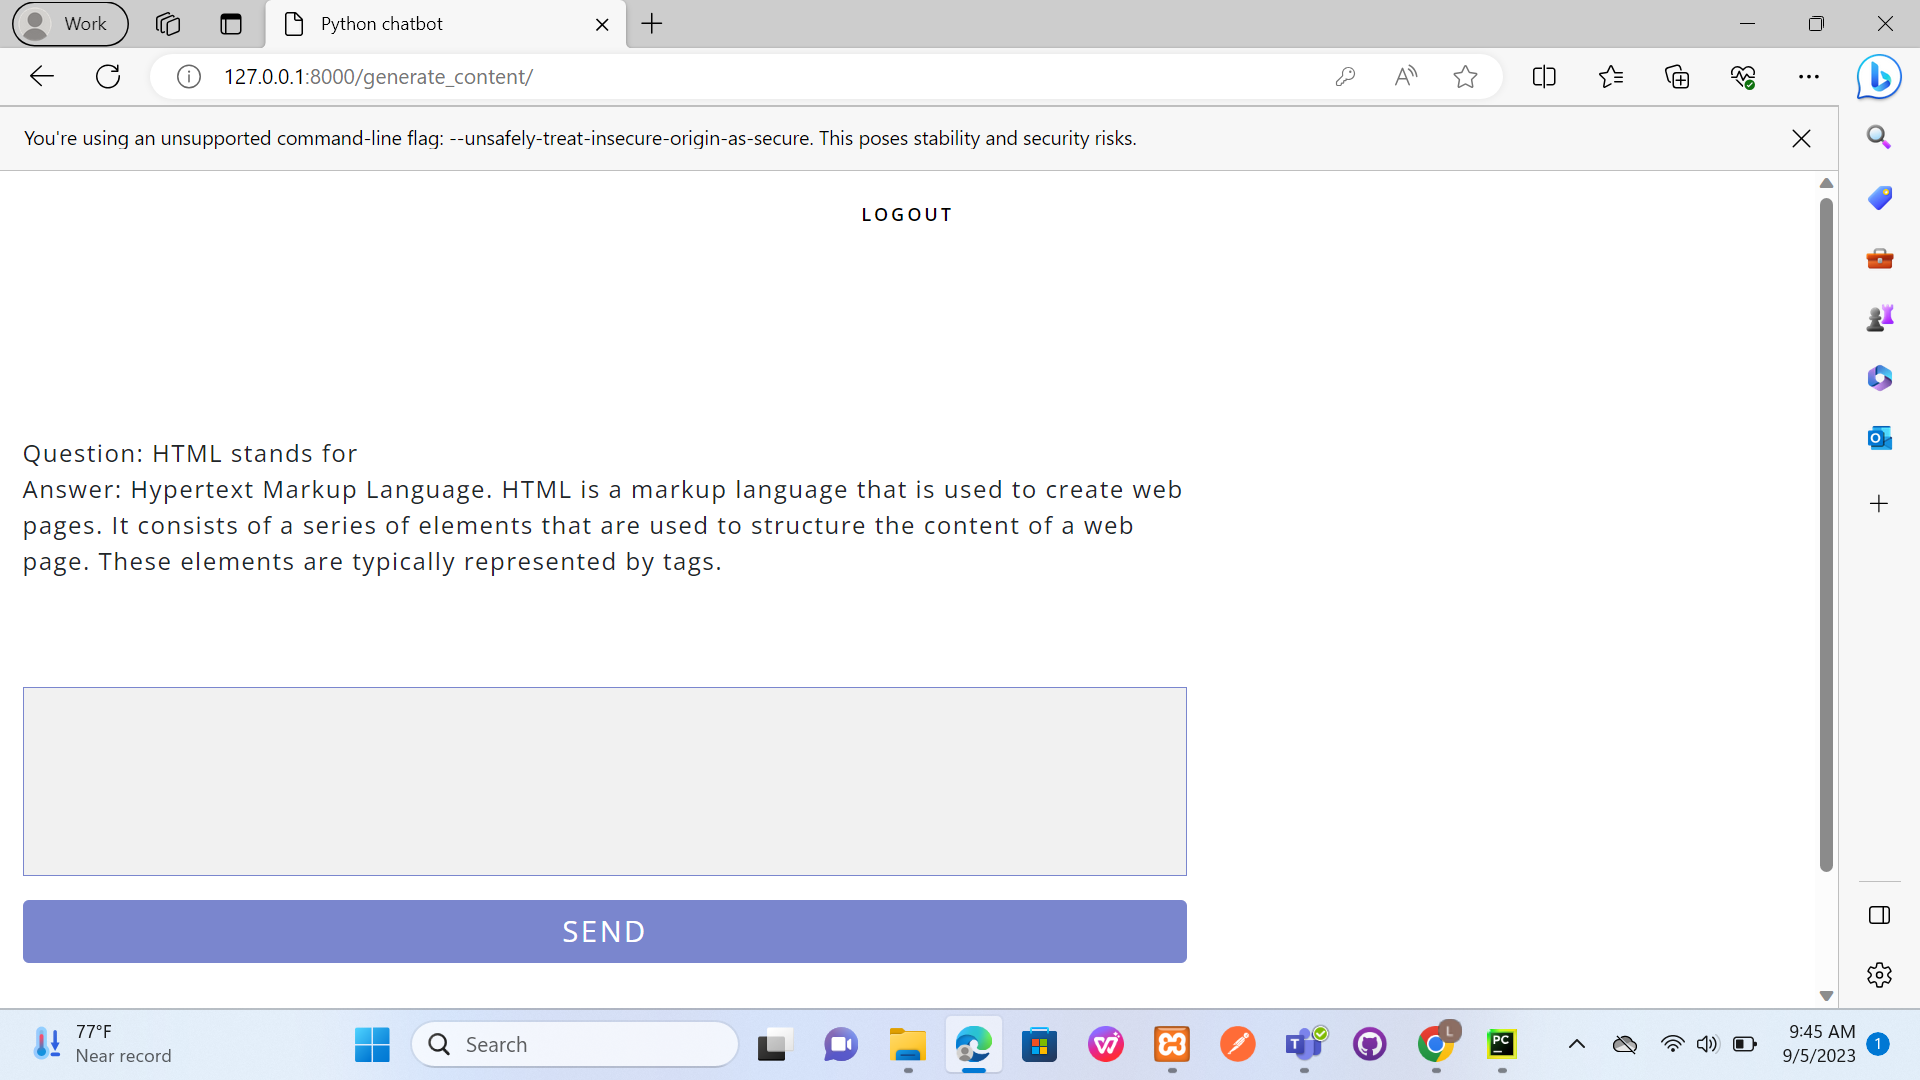 Work
Python chatbot
127.0.0.1:8000/generate_content/
You're using an unsupported command-line flag: --unsafely-treat-insecure-origin-as-secure. This poses stability and security risks.
LOGOUT
Question: HTML stands for
Answer: Hypertext Markup Language. HTML is a markup language that is used to create web
pages. It consists of a series of elements that are used to structure the content of a web
page. These elements are typically represented by tags.
SEND
77°F
Near record
Search
T
L
PC
9:45 AM
9/5/2023
1